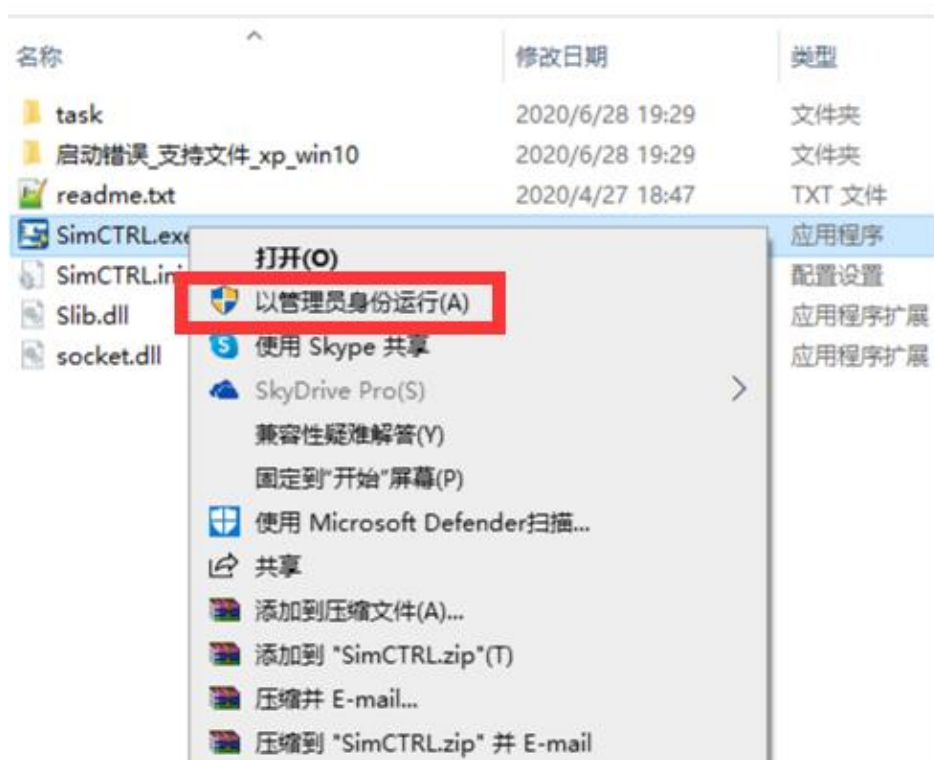 名称 修改日期 类型
task 2020/6/28 19:29 文件夹
启动错误_支持文件_xp_win10 2020/6/28 19:29 文件夹
readme.txt 2020/4/27 18:47 TXT 文件
SimCTRL.exe 应用程序
SimCTRL.ini 配置设置
Slib.dll 应用程序扩展
socket.dll 应用程序扩展
打开(O)
以管理员身份运行(A)
使用 Skype 共享
SkyDrive Pro(S)
兼容性疑难解答(Y)
固定到"开始"屏幕(P)
使用 Microsoft Defender扫描...
共享
添加到压缩文件(A)...
添加到 "SimCTRL.zip"(T)
压缩并 E-mail...
压缩到 "SimCTRL.zip" 并 E-mail